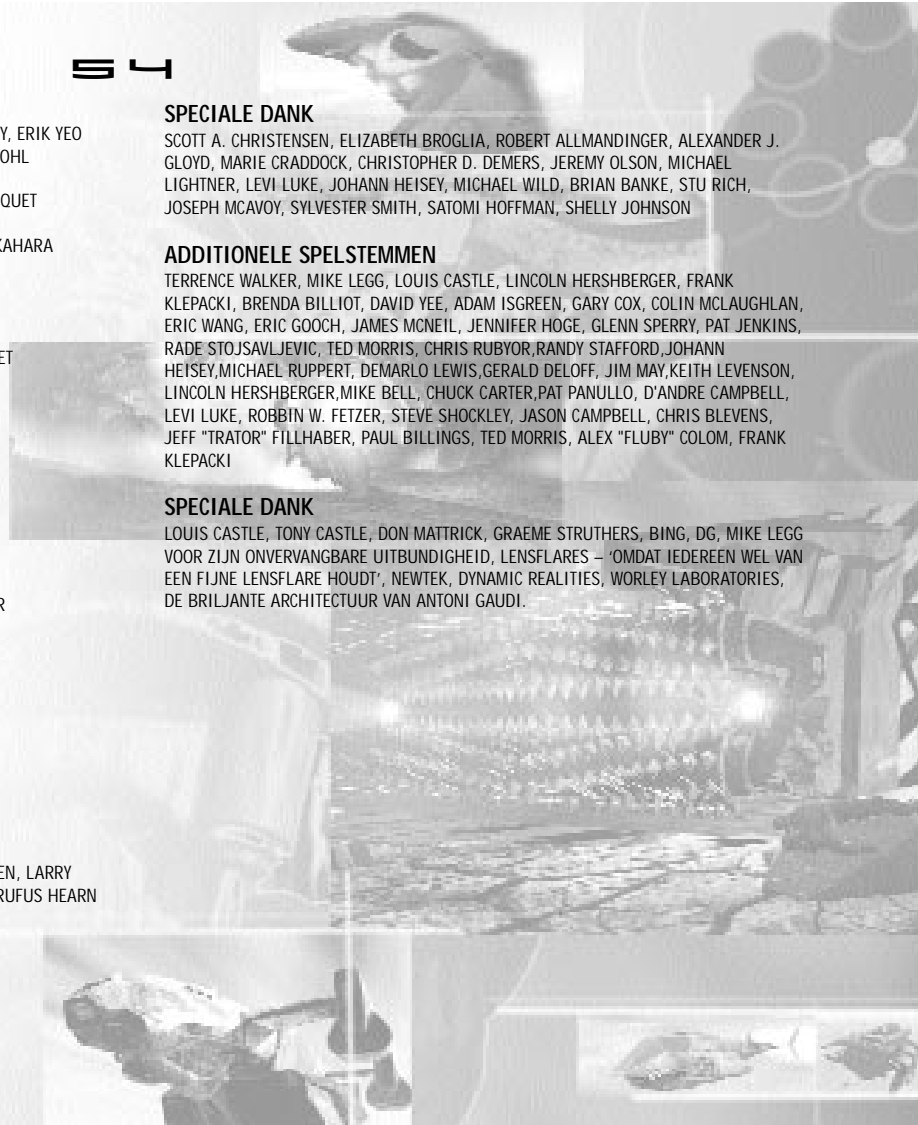 54
Y, ERIK YEO
OHL
QUET
KAHARA
ET
R
EN, LARRY
RUFUS HEARN
SPECIALE DANK
SCOTT A. CHRISTENSEN, ELIZABETH BROGLIA, ROBERT ALLMANDINGER, ALEXANDER J.
GLOYD, MARIE CRADDOCK, CHRISTOPHER D. DEMERS, JEREMY OLSON, MICHAEL
LIGHTNER, LEVI LUKE, JOHANN HEISEY, MICHAEL WILD, BRIAN BANKE, STU RICH,
JOSEPH MCAVOY, SYLVESTER SMITH, SATOMI HOFFMAN, SHELLY JOHNSON
ADDITIONELE SPELSTEMMEN
TERRENCE WALKER, MIKE LEGG, LOUIS CASTLE, LINCOLN HERSHBERGER, FRANK
KLEPACKI, BRENDA BILLIOT, DAVID YEE, ADAM ISGREEN, GARY COX, COLIN MCLAUGHLAN,
ERIC WANG, ERIC GOOCH, JAMES MCNEIL, JENNIFER HOGE, GLENN SPERRY, PAT JENKINS,
RADE STOJSAVLJEVIC, TED MORRIS, CHRIS RUBYOR,RANDY STAFFORD,JOHANN
HEISEY,MICHAEL RUPPERT, DEMARLO LEWIS,GERALD DELOFF, JIM MAY,KEITH LEVENSON,
LINCOLN HERSHBERGER,MIKE BELL, CHUCK CARTER,PAT PANULLO, D'ANDRE CAMPBELL,
LEVI LUKE, ROBBIN W. FETZER, STEVE SHOCKLEY, JASON CAMPBELL, CHRIS BLEVENS,
JEFF "TRATOR" FILLHABER, PAUL BILLINGS, TED MORRIS, ALEX "FLUBY" COLOM, FRANK
KLEPACKI
SPECIALE DANK
LOUIS CASTLE, TONY CASTLE, DON MATTRICK, GRAEME STRUTHERS, BING, DG, MIKE LEGG
VOOR ZIJN ONVERVANGBARE UITBUNDIGHEID, LENSFLARES – ‘OMDAT IEDEREEN WEL VAN
EEN FIJNE LENSFLARE HOUDT’, NEWTEK, DYNAMIC REALITIES, WORLEY LABORATORIES,
DE BRILJANTE ARCHITECTUUR VAN ANTONI GAUDI.